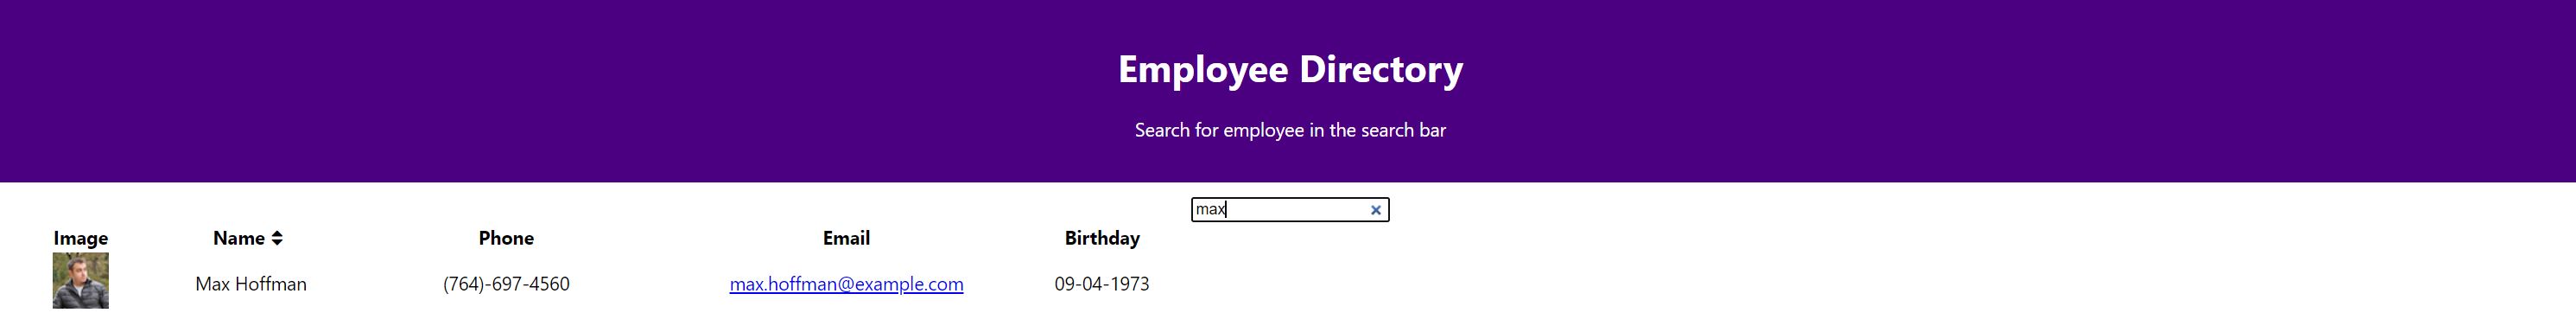 Employee Directory
Search for employee in the search bar
max
Image Name Phone Email Birthday
Max Hoffman (764)-697-4560 max.hoffman@example.com 09-04-1973